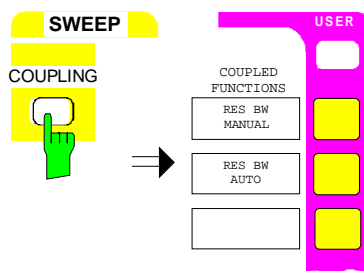 SWEEP
USER
COUPLING
COUPLED
FUNCTIONS
RES BW
MANUAL
RES BW
AUTO